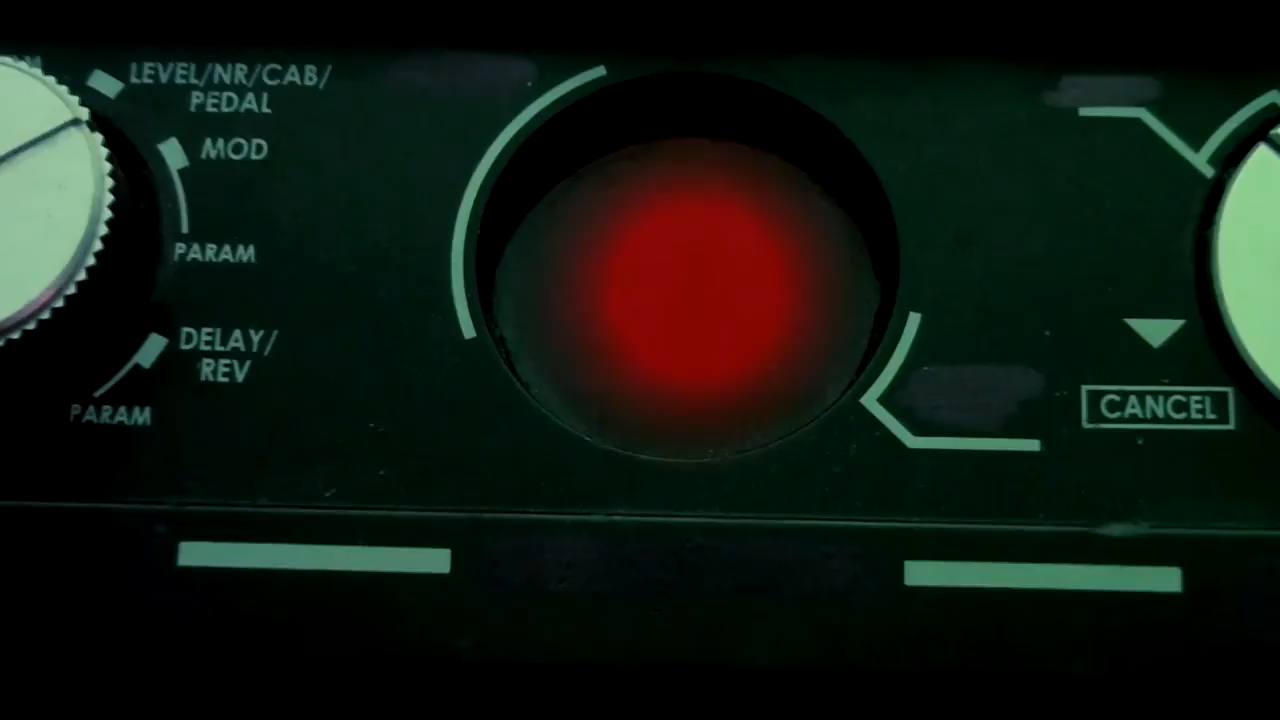 LEVEL/NR/CAB/
PEDAL
MOD
PARAM
DELAY/
REV
PARAM
CANCEL